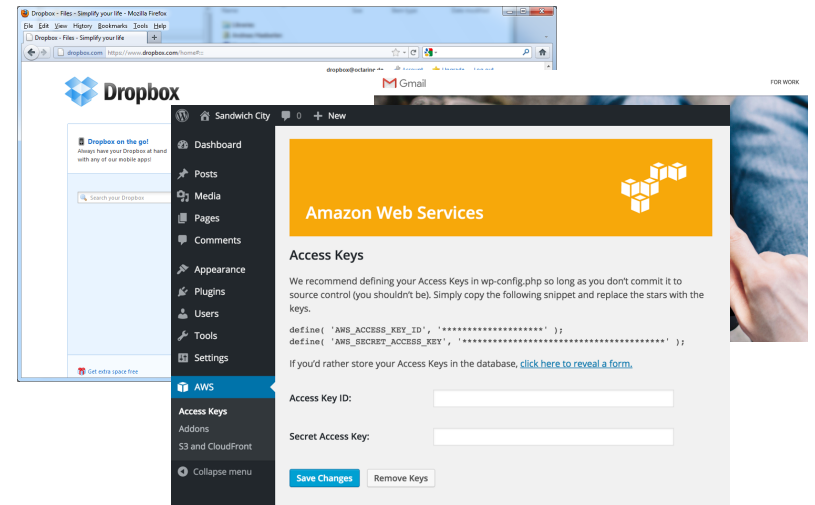 Dropbox - Files - Simplify your life - Mozilla Firefox
File Edit View History Bookmarks Tools Help
Dropbox - Files - Simplify your life
dropbox.com https://www.dropbox.com/home#:::
dropbox@octarine.de Account Upgrade Log out
Dropbox
Dropbox on the go!
Always have your Dropbox at hand
with any of our mobile apps!
Search your Dropbox
Get extra space free
Gmail
FOR WORK
Sandwich City 0 + New
Dashboard
Posts
Media
Pages
Comments
Appearance
Plugins
Users
Tools
Settings
AWS
Access Keys
Addons
S3 and CloudFront
Collapse menu
Amazon Web Services
Access Keys
We recommend defining your Access Keys in wp-config.php so long as you don't commit it to
source control (you shouldn't be). Simply copy the following snippet and replace the stars with the
keys.
define( 'AWS_ACCESS_KEY_ID', '********************' );
define( 'AWS_SECRET_ACCESS_KEY', '****************************************' );
If you'd rather store your Access Keys in the database, click here to reveal a form.
Access Key ID:
Secret Access Key:
Save Changes
Remove Keys